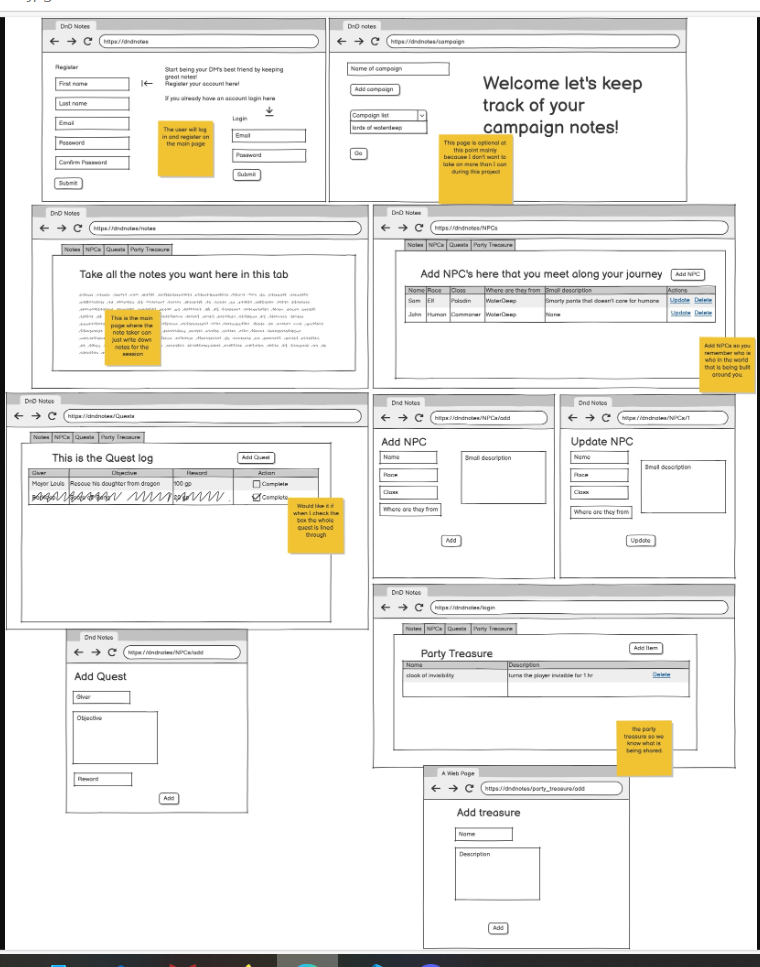 DnD Notes
https://dndnotes
Register
First name
Last name
Email
Password
Confirm Password
Submit
Start being your DM's best friend by keeping
great notes!
Register your account here!
If you already have an account login here
Login
Email
Password
Submit
The user will log
in and register on
the main page
DnD notes
https://dndnotes/campaign
Name of campaign
Add campaign
Campaign list
lords of waterdeep
Go
Welcome let's keep
track of your
campaign notes!
This page is optional at
this point mainly
because I don't want to
take on more than I can
during this project
DnD Notes
https://dndnotes/notes
Notes NPCs Quests Party Treasure
Take all the notes you want here in this tab
This is the main
page where the
note taker can
just write down
notes for the
session
DnD Notes
https://dndnotes/NPCs
Notes NPCs Quests Party Treasure
Add NPC's here that you meet along your journey
Add NPC
Name Race Class Where are they from Small description Actions
Sam Elf Paladin WaterDeep Smarty pants that doesn't care for humans Update Delete
John Human Commoner WaterDeep None Update Delete
Add NPCs so you
remember who is
who in the world
that is being built
around you.
DnD Notes
https://dndnotes/Quests
Notes NPCs Quests Party Treasure
This is the Quest log
Add Quest
Giver Objective Reward Action
Mayor Louis Rescue his daughter from dragon 100 gp Complete
Complete
Would like it if
when I check the
box the whole
quest is lined
through
Dnd Notes
https://dndnotes/NPCs/add
Add NPC
Name
Race
Class
Where are they from
Small description
Add
Dnd Notes
https://dndnotes/NPCs/1
Update NPC
Name
Race
Class
Where are they from
Small description
Update
DnD Notes
https://dndnotes/login
Notes NPCs Quests Party Treasure
Party Treasure
Add Item
Name Description
cloak of invisibility turns the player invisible for 1 hr Delete
the party
treasure so we
know what is
being shared.
Dnd Notes
https://dndnotes/NPCs/add
Add Quest
Giver
Objective
Reward
Add
A Web Page
https://dndnotes/party_treasure/add
Add treasure
Name
Description
Add